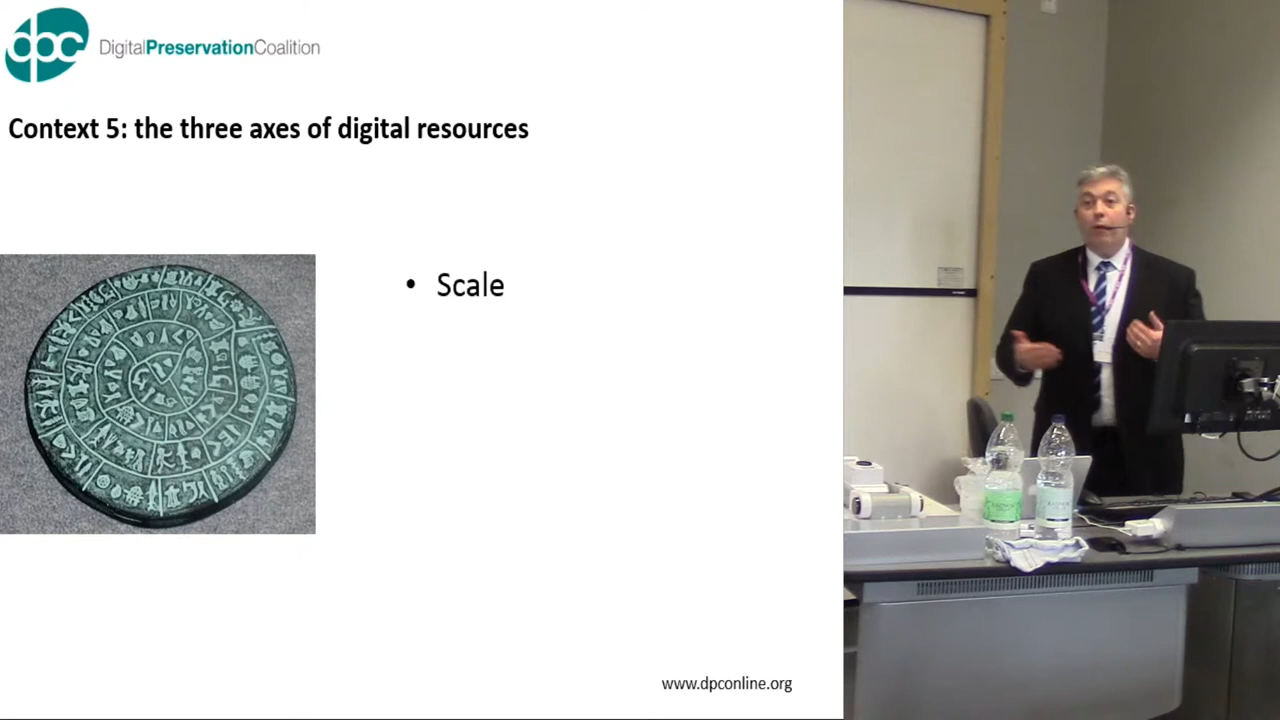 dpc DigitalPreservationCoalition
Context 5: the three axes of digital resources
• Scale
www.dpconline.org